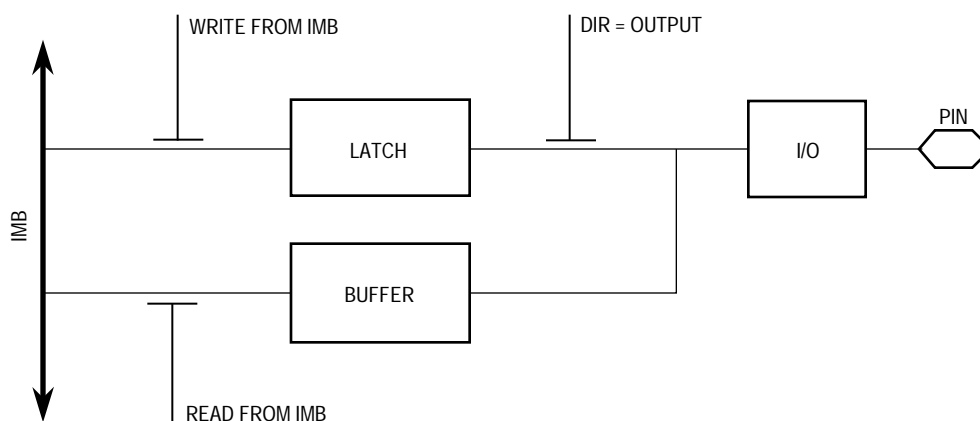 WRITE FROM IMB
DIR = OUTPUT
PIN
LATCH
I/O
IMB
BUFFER
READ FROM IMB